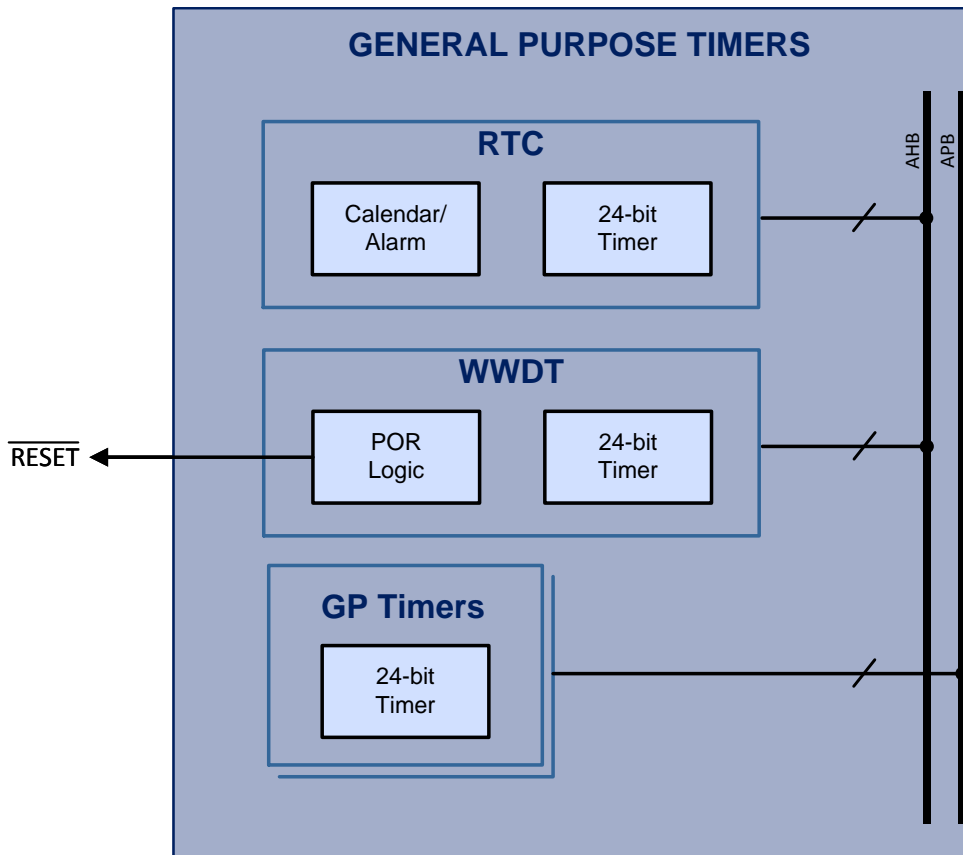 GENERAL PURPOSE TIMERS
AHB
APB
RTC
Calendar/
Alarm
24-bit
Timer
WWDT
RESET
POR
Logic
24-bit
Timer
GP Timers
24-bit
Timer